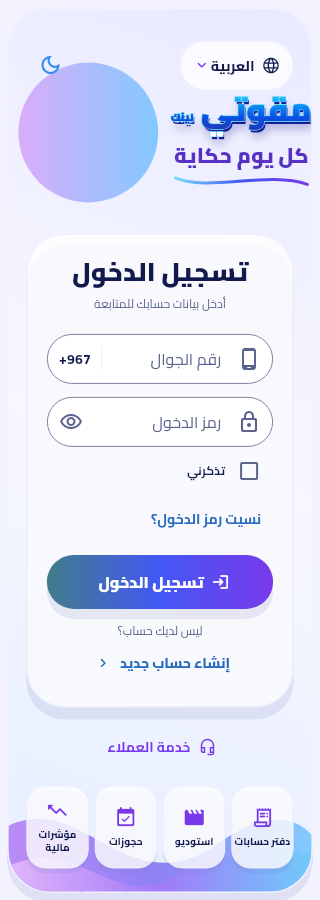 العربية
مقوتي لينك
كل يوم حكاية
تسجيل الدخول
أدخل بيانات حسابك للمتابعة
رقم الجوال
+967
رمز الدخول
تذكرني
نسيت رمز الدخول؟
تسجيل الدخول
ليس لديك حساب؟
إنشاء حساب جديد
خدمة العملاء
دفتر حسابات
استوديو
حجوزات
مؤشرات
مالية